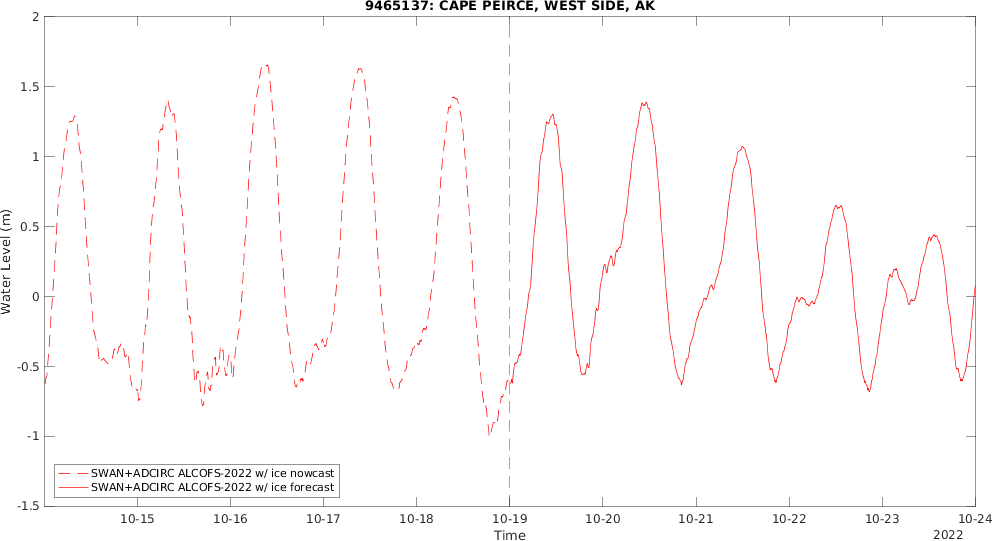 9465137: CAPE PEIRCE, WEST SIDE, AK
2
1.5
1
0.5
0
-0.5
-1
-1.5
Water Level (m)
SWAN+ADCIRC ALCOFS-2022 w/ ice nowcast
SWAN+ADCIRC ALCOFS-2022 w/ ice forecast
10-15 10-16 10-17 10-18 10-19 10-20 10-21 10-22 10-23 10-24
Time
2022